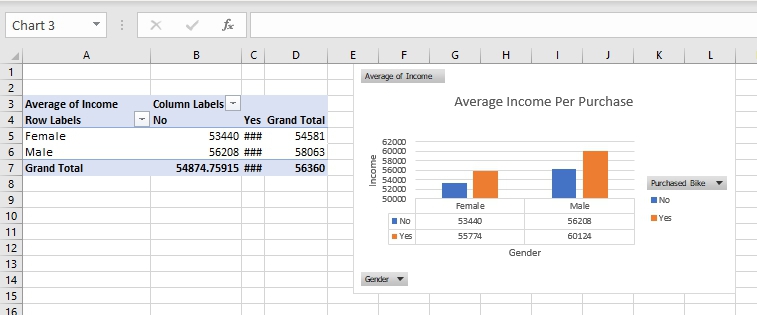 Chart 3 fx
A B C D E F G H I J K L
1 Average of Income
2
3 Average of Income Column Labels Average Income Per Purchase
4 Row Labels No Yes Grand Total
5 Female 53440 ### 54581
6 Male 56208 ### 58063
7 Grand Total 54874.75915 ### 56360
8
9
10
11
12
13
14
15
16
Income
62000
60000
58000
56000
54000
52000
50000
Female Male
No 53440 56208
Yes 55774 60124
Gender
Purchased Bike
No
Yes
Gender